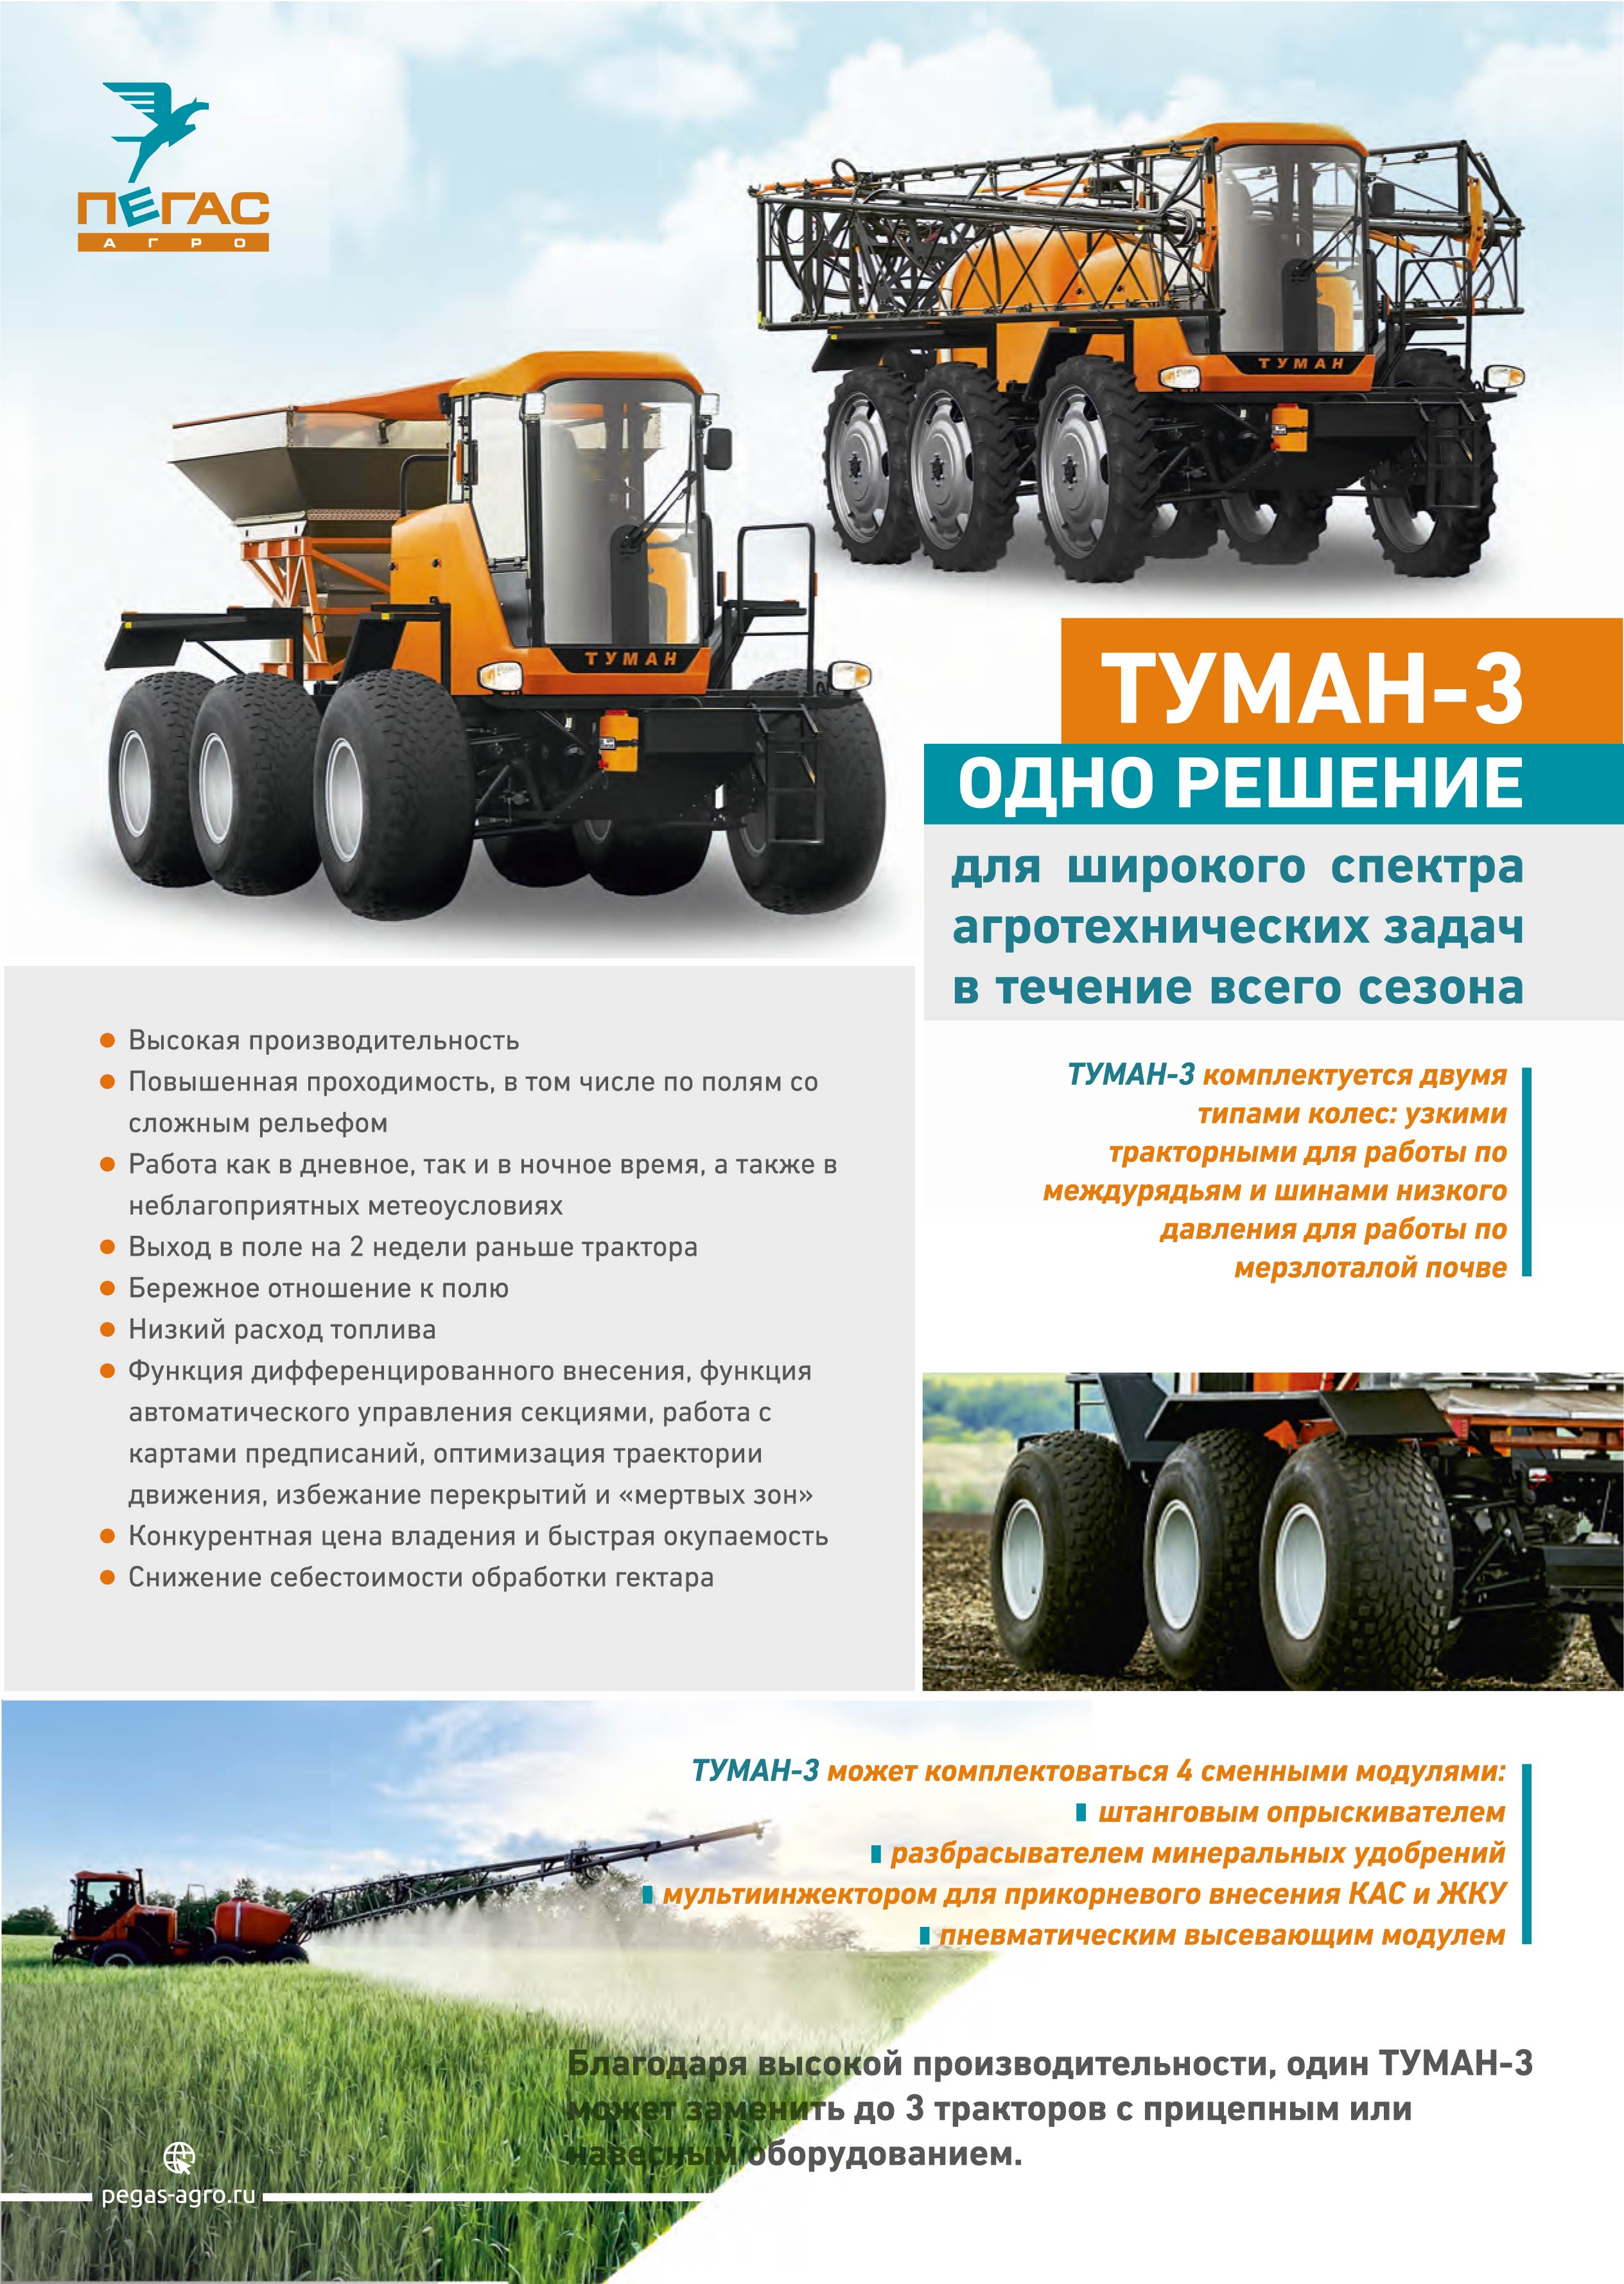 ПЕГАС
АГРО
ТУМАН
ТУМАН
ТУМАН-3
ОДНО РЕШЕНИЕ
для широкого спектра
агротехнических задач
в течение всего сезона
Высокая производительность
Повышенная проходимость, в том числе по полям со
сложным рельефом
Работа как в дневное, так и в ночное время, а также в
неблагоприятных метеоусловиях
Выход в поле на 2 недели раньше трактора
Бережное отношение к полю
Низкий расход топлива
Функция дифференцированного внесения, функция
автоматического управления секциями, работа с
картами предписаний, оптимизация траектории
движения, избежание перекрытий и «мертвых зон»
Конкурентная цена владения и быстрая окупаемость
Снижение себестоимости обработки гектара
ТУМАН-3 комплектуется двумя
типами колес: узкими
тракторными для работы по
междурядьям и шинами низкого
давления для работы по
мерзлоталой почве
ТУМАН-3 может комплектоваться 4 сменными модулями:
штанговым опрыскивателем
разбрасывателем минеральных удобрений
мультиинжектором для прикорневого внесения КАС и ЖКУ
пневматическим высевающим модулем
Благодаря высокой производительности, один ТУМАН-3
может заменить до 3 тракторов с прицепным или
навесным оборудованием.
pegas-agro.ru